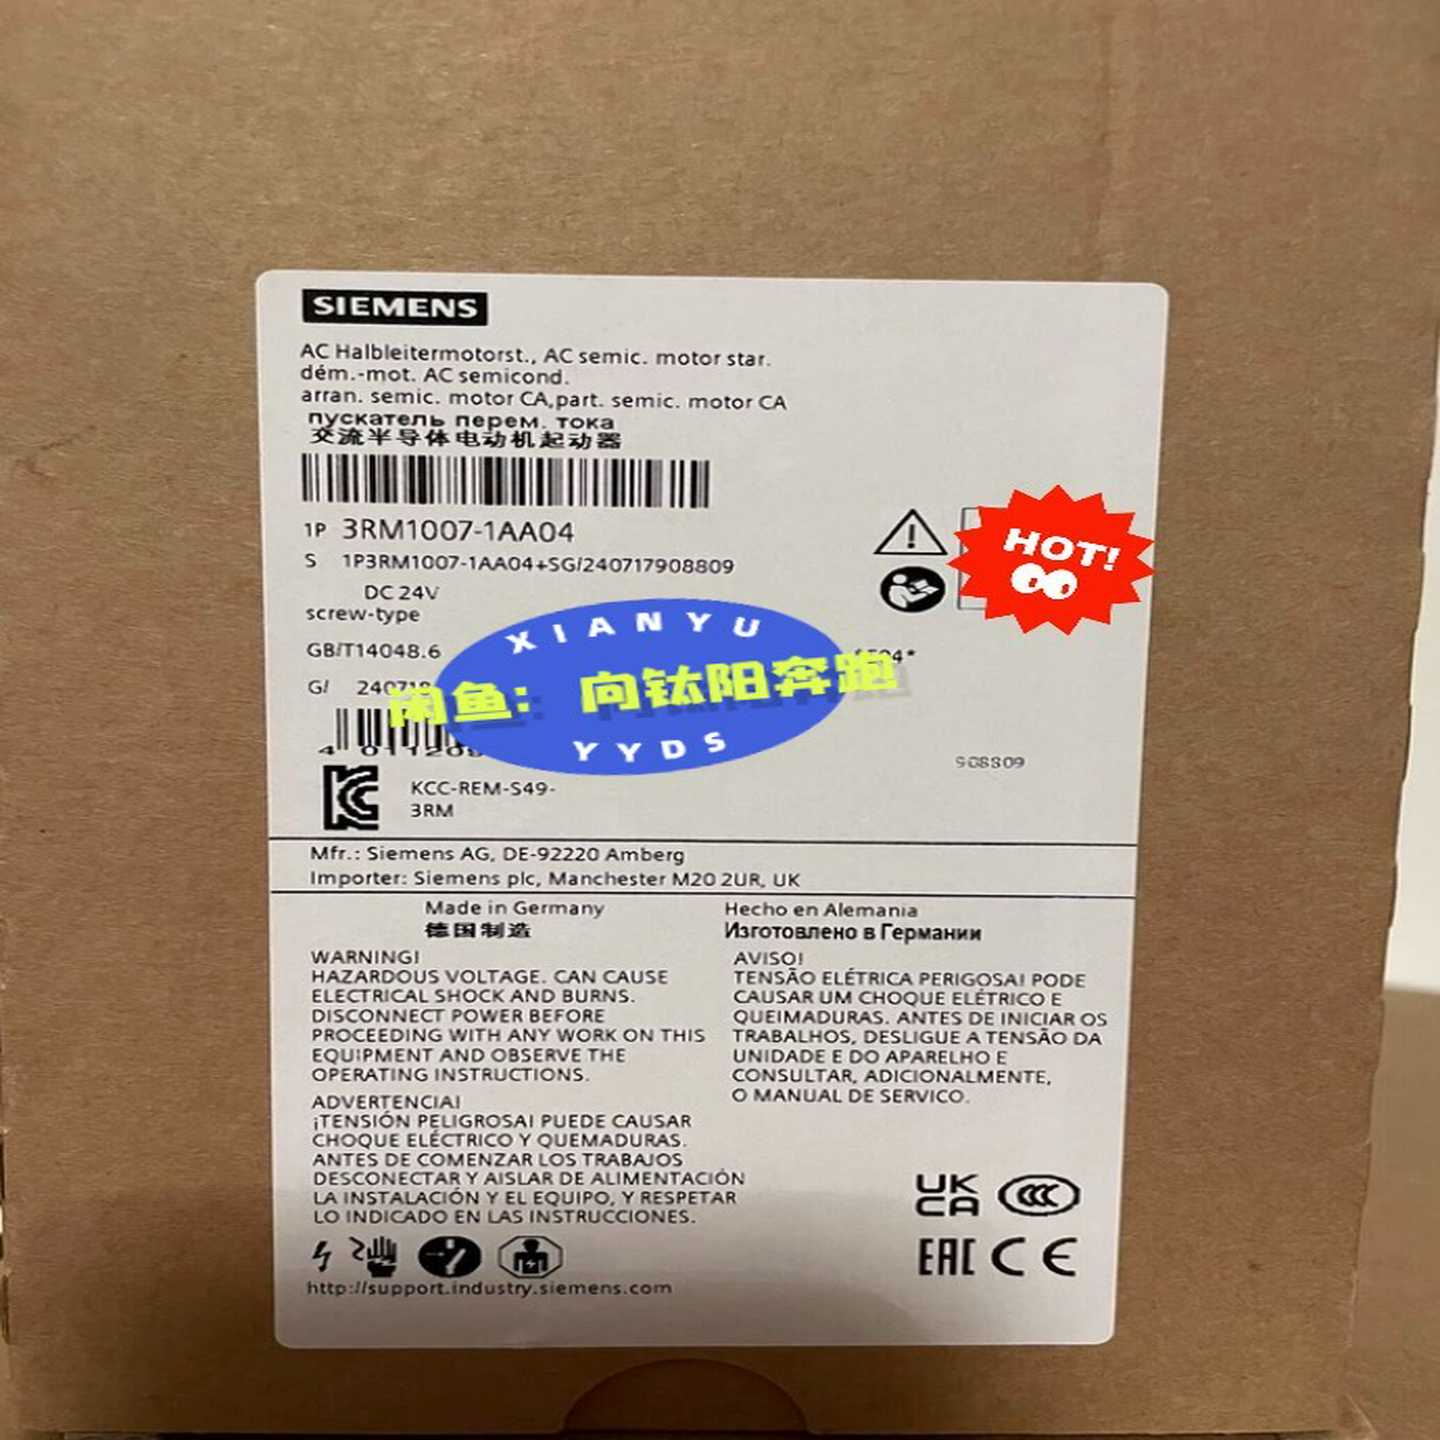 SIEMENS
AC Halbleitermotorst., AC semic. motor star.
dém.-mot. AC semicond.
arran. semic. motor CA,part. semic. motor CA
пускатель перем. тока
交流半导体电动机起动器
1P 3RM1007-1AA04
S 1P3RM1007-1AA04+SG/240717908809
DC 24V
screw-type
HOT!
GB/T14048.6
XIANYU
G/
闲鱼: 向钛阳奔跑
YYDS
908809
KCC-REM-S49-
3RM
Mfr.: Siemens AG, DE-92220 Amberg
Importer: Siemens plc, Manchester M20 2UR, UK
Made in Germany Hecho en Alemania
德国制造 Изготовлено в Германии
WARNING!
HAZARDOUS VOLTAGE. CAN CAUSE
ELECTRICAL SHOCK AND BURNS.
DISCONNECT POWER BEFORE
PROCEEDING WITH ANY WORK ON THIS
EQUIPMENT AND OBSERVE THE
OPERATING INSTRUCTIONS.
ADVERTENCIA!
¡TENSIÓN PELIGROSA! PUEDE CAUSAR
CHOQUE ELÉCTRICO Y QUEMADURAS.
ANTES DE COMENZAR LOS TRABAJOS
DESCONECTAR Y AISLAR DE ALIMENTACIÓN
LA INSTALACIÓN Y EL EQUIPO, Y RESPETAR
LO INDICADO EN LAS INSTRUCCIONES.
AVISO!
TENSÃO ELÉTRICA PERIGOSA! PODE
CAUSAR UM CHOQUE ELÉTRICO E
QUEIMADURAS. ANTES DE INICIAR OS
TRABALHOS, DESLIGUE A TENSÃO DA
UNIDADE E DO APARELHO E
CONSULTAR, ADICIONALMENTE,
O MANUAL DE SERVICO.
UK
CA
CCC
EAC CE
http://support.industry.siemens.com